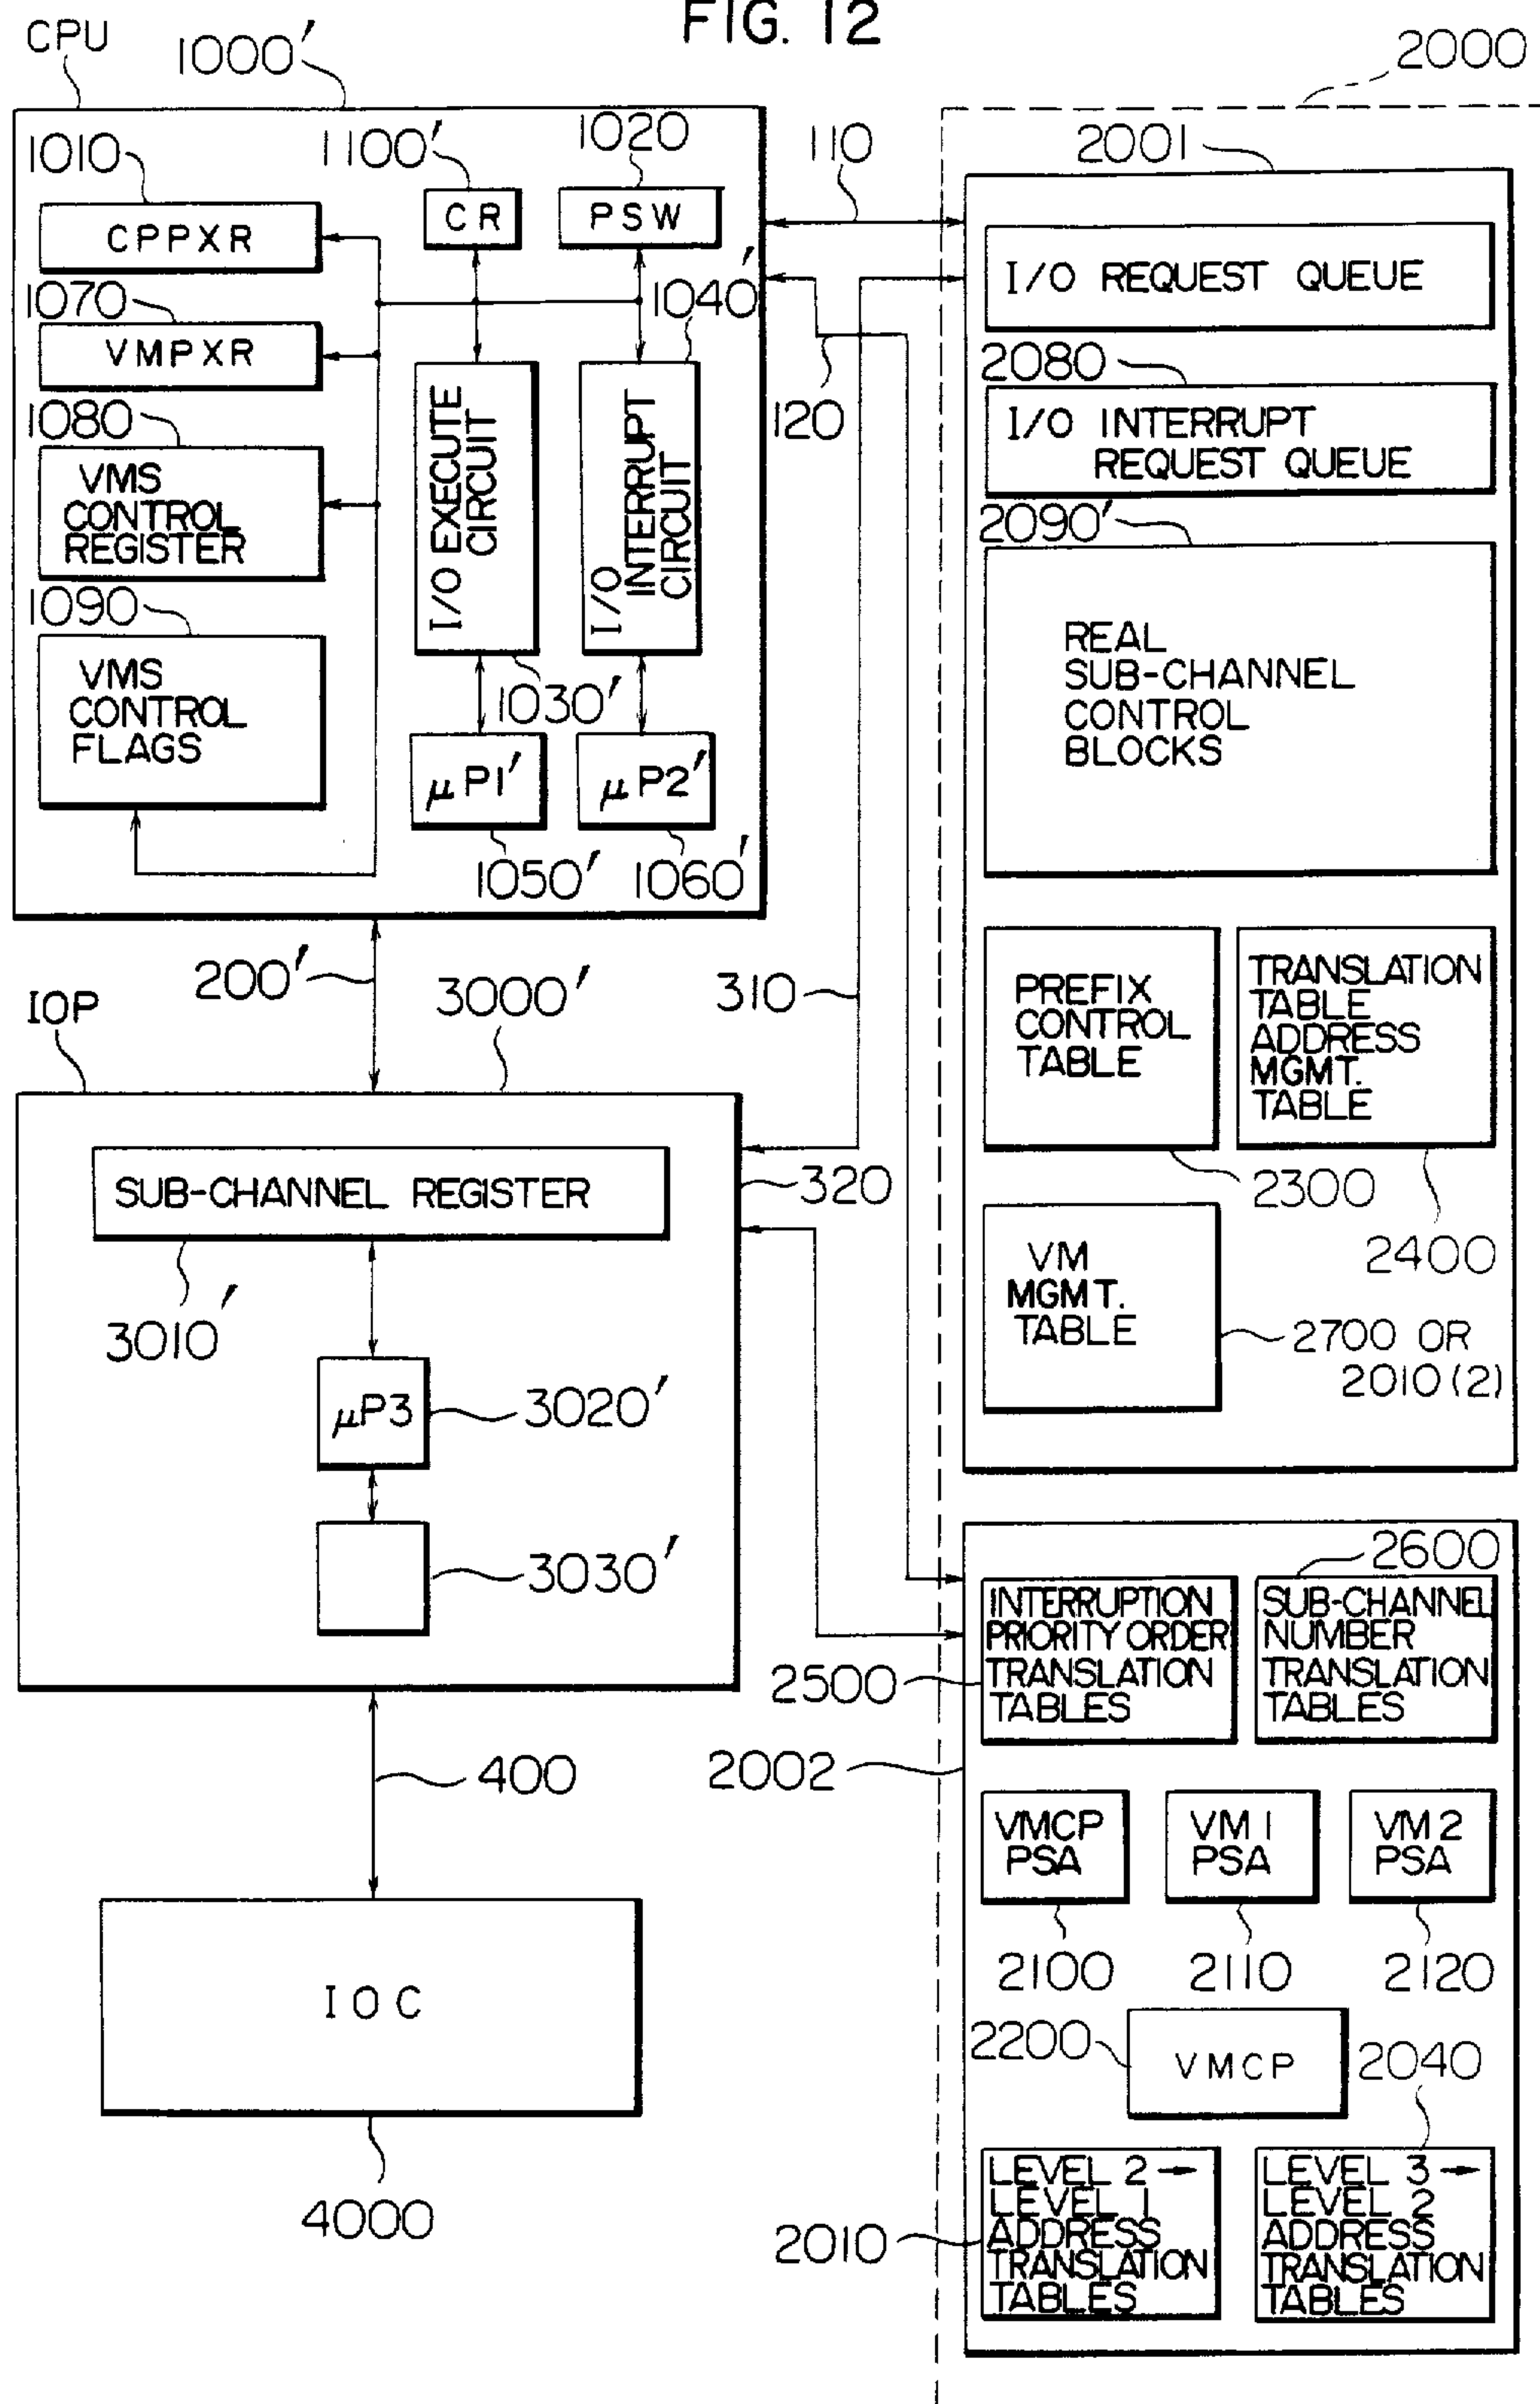 FIG. 12
CPU
1000'
2000
1010
1100'
1020
110
2001
CPPXR
CR
PSW
I/O REQUEST QUEUE
1070
1040'
VMPXR
2080
120
1080
I/O INTERRUPT
REQUEST QUEUE
VMS
CONTROL
REGISTER
I/O EXECUTE
CIRCUIT
I/O INTERRUPT
CIRCUIT
2090'
1090
REAL
SUB-CHANNEL
CONTROL
BLOCKS
VMS
CONTROL
FLAGS
1030'
μP1'
μP2'
1050'
1060'
200'
3000'
310
IOP
PREFIX
CONTROL
TABLE
TRANSLATION
TABLE
ADDRESS
MGMT.
TABLE
SUB-CHANNEL REGISTER
320
2300
2400
3010'
VM
MGMT.
TABLE
2700 OR
2010(2)
μP3
3020'
3030'
2600
INTERRUPTION
PRIORITY ORDER
TRANSLATION
TABLES
SUB-CHANNEL
NUMBER
TRANSLATION
TABLES
2500
2002
400
VMCP
PSA
VM1
PSA
VM2
PSA
2100
2110
2120
IOC
2200
VMCP
2040
4000
LEVEL 2 →
LEVEL 1
ADDRESS
TRANSLATION
TABLES
LEVEL 3 →
LEVEL 2
ADDRESS
TRANSLATION
TABLES
2010